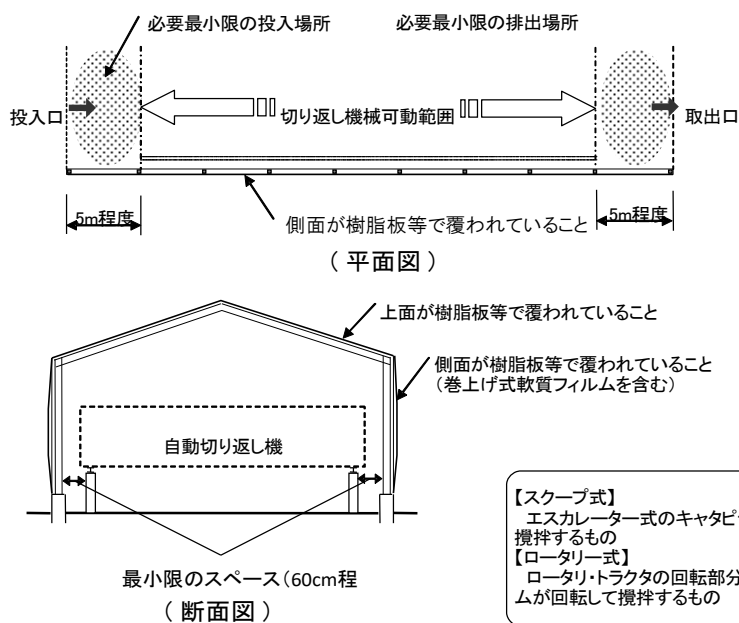 必要最小限の投入場所
必要最小限の排出場所
投入口
切り返し機械可動範囲
取出口
5m程度
5m程度
側面が樹脂板等で覆われていること
（ 平面図 ）
上面が樹脂板等で覆われていること
側面が樹脂板等で覆われていること
（巻上げ式軟質フィルムを含む）
自動切り返し機
【スクープ式】
エスカレーター式のキャタピ
攪拌するもの
【ロータリー式】
ロータリ・トラクタの回転部分
ムが回転して攪拌するもの
最小限のスペース（60cm程
（ 断面図 ）